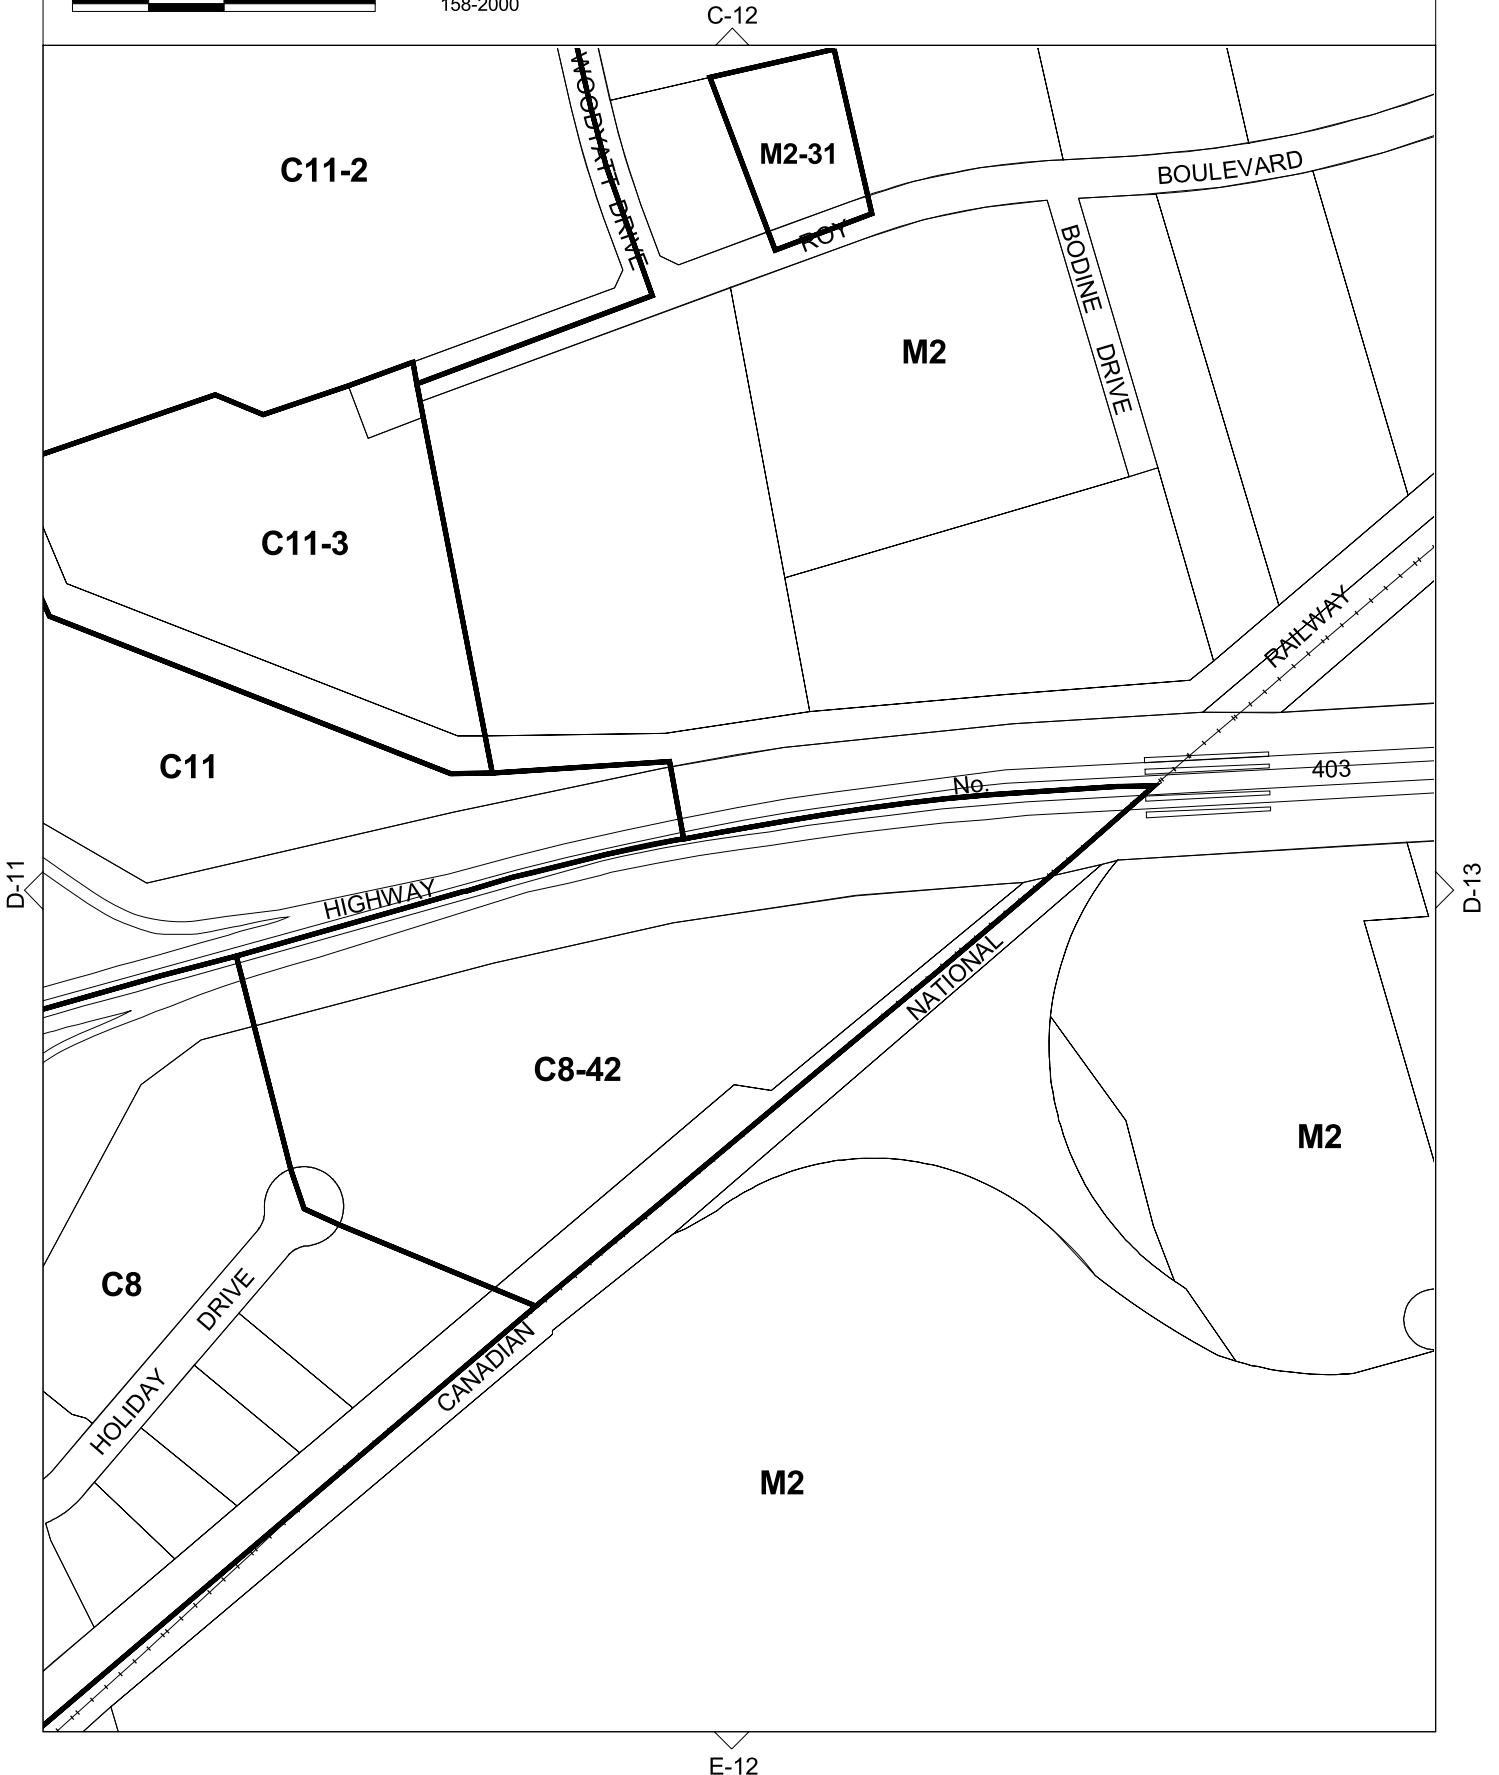 158-2000
C-12
WOODYATT DRIVE
C11-2
M2-31
BOULEVARD
ROY
BODINE DRIVE
M2
C11-3
RAILWAY
C11
No.
403
HIGHWAY
D-11
D-13
NATIONAL
C8-42
M2
C8
HOLIDAY DRIVE
CANADIAN
M2
E-12